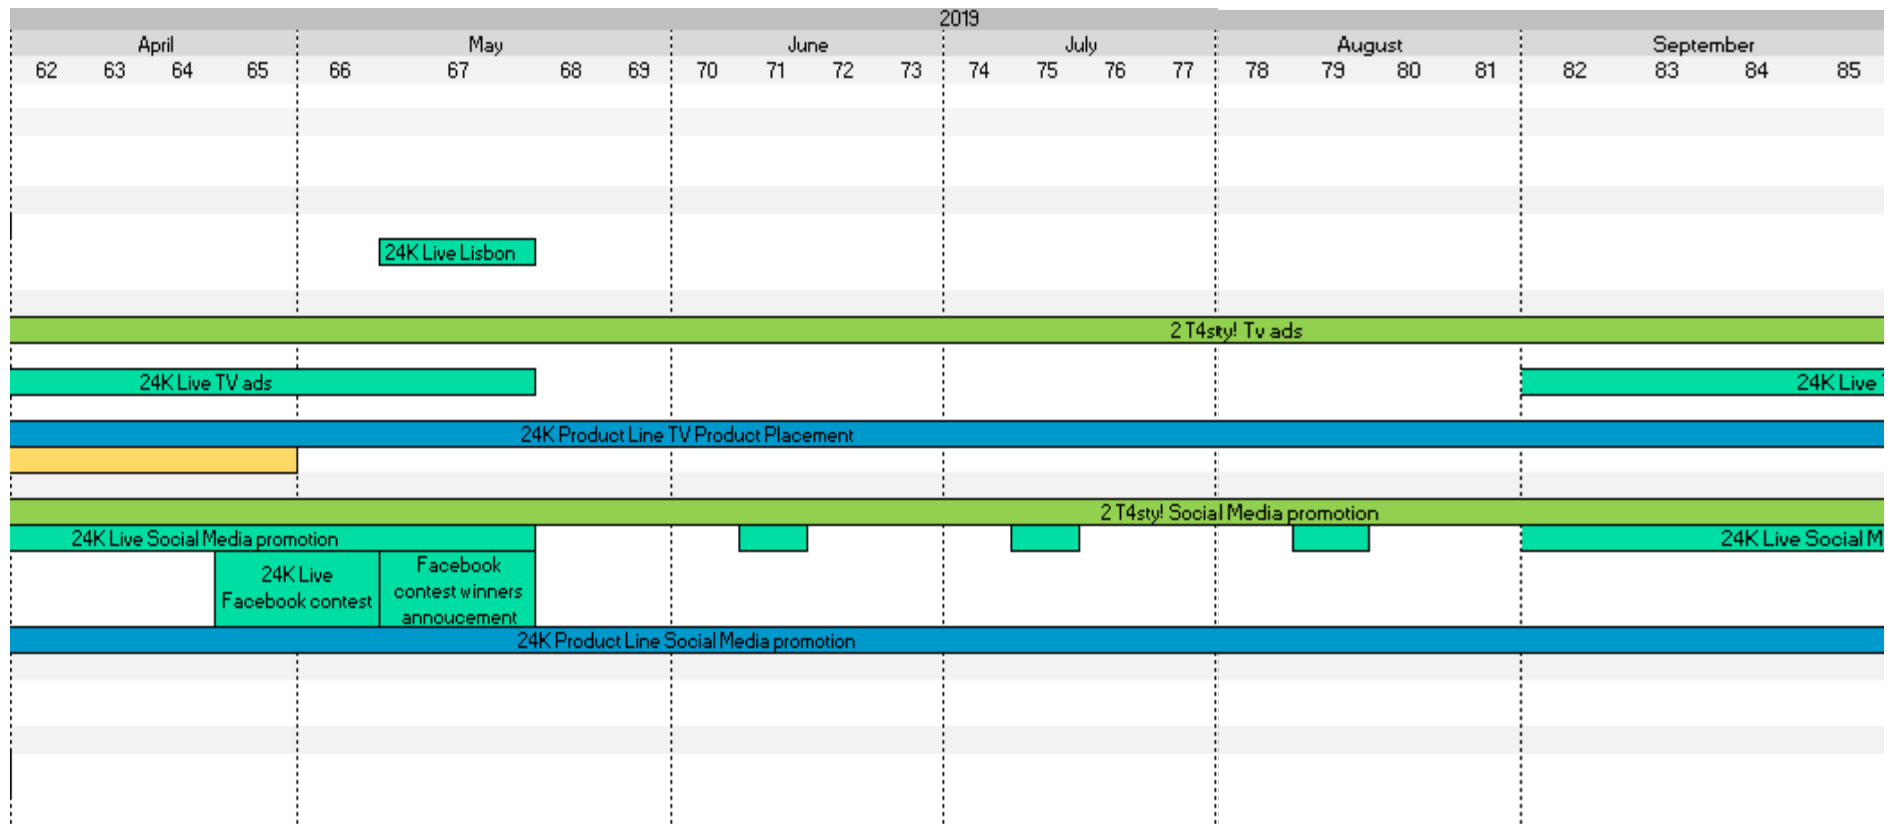 2019
April May June July August September
62 63 64 65 66 67 68 69 70 71 72 73 74 75 76 77 78 79 80 81 82 83 84 85
24K Live Lisbon
2 T4sty! Tv ads
24K Live TV ads 24K Live
24K Product Line TV Product Placement
2 T4sty! Social Media promotion
24K Live Social Media promotion 24K Live Social M
24K Live
Facebook contest
Facebook
contest winners
annoucement
24K Product Line Social Media promotion